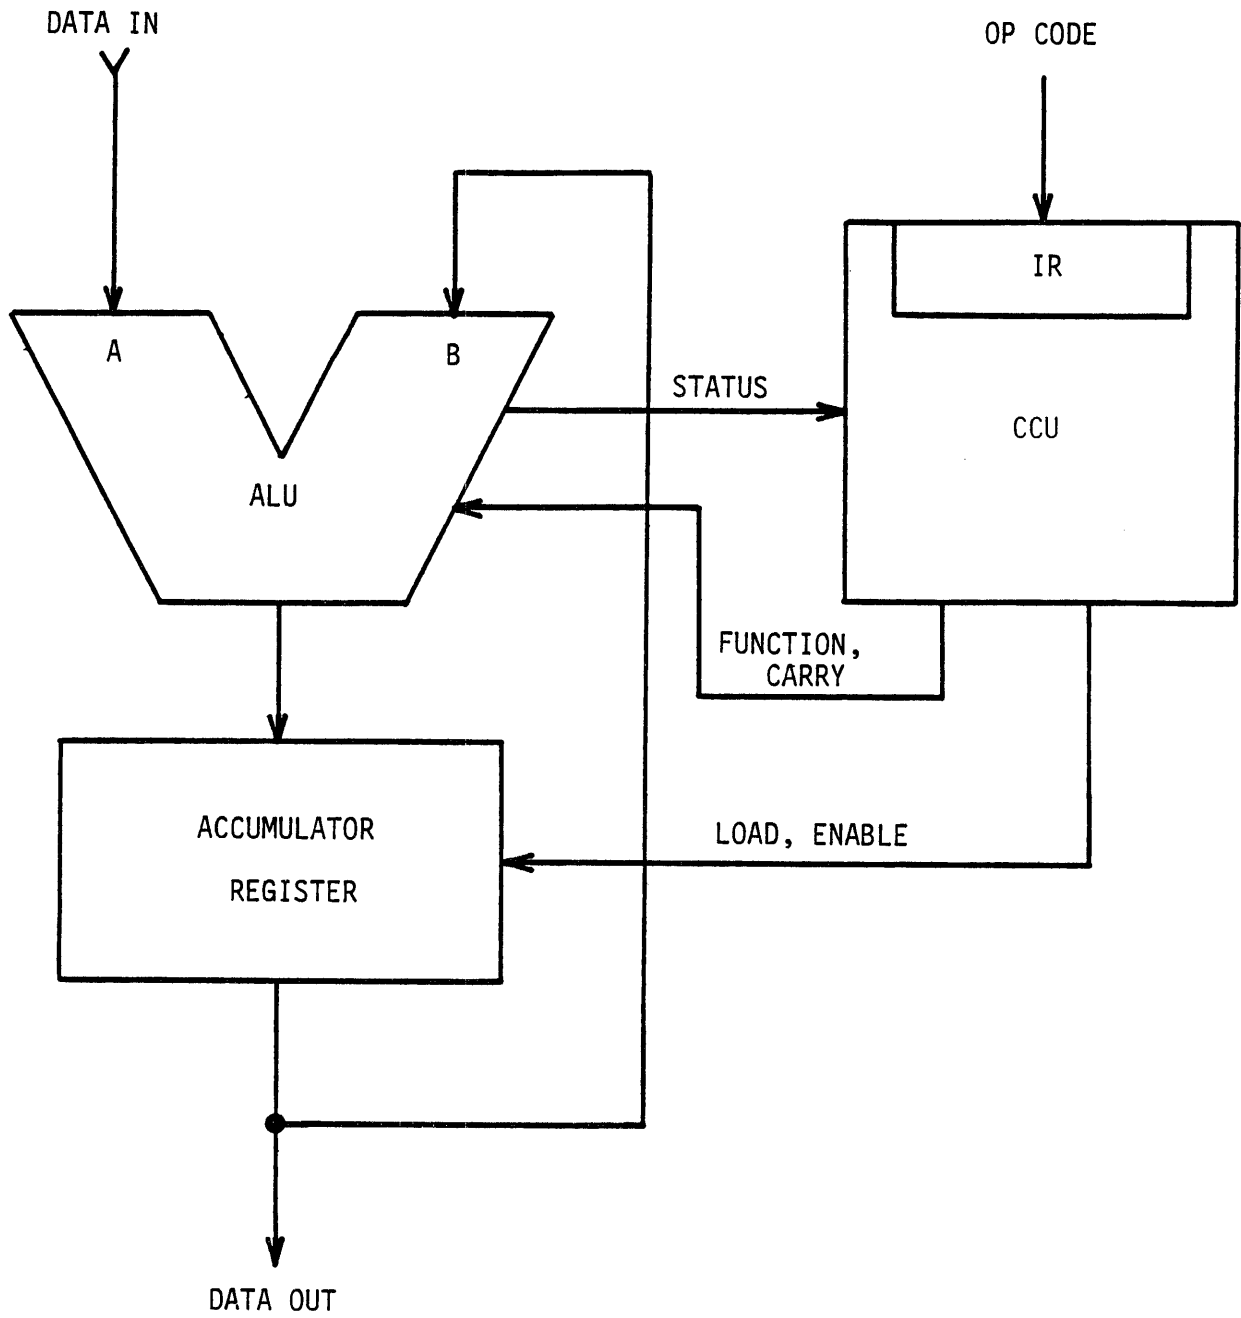 DATA IN
OP CODE
IR
A
B
STATUS
CCU
ALU
FUNCTION,
CARRY
ACCUMULATOR
REGISTER
LOAD, ENABLE
DATA OUT